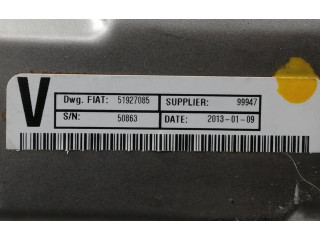 V
Dwg. FIAT: 51927085 SUPPLIER: 99947
S/N: 50863 DATE: 2013-01-09